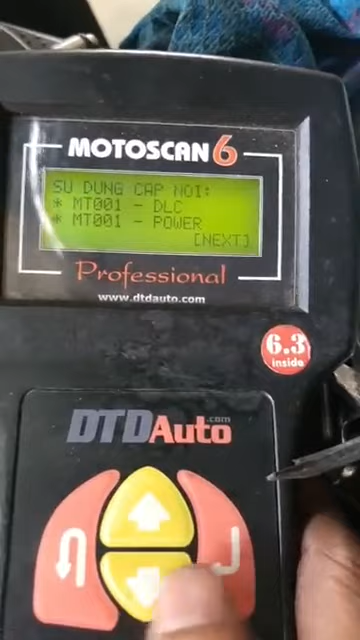 MOTOSCAN 6
SU DUNG CAP NOI:
* MT001 - DLC
* MT001 - POWER
[NEXT]
Professional
www.dtdauto.com
6.3
inside
DTDAuto.com